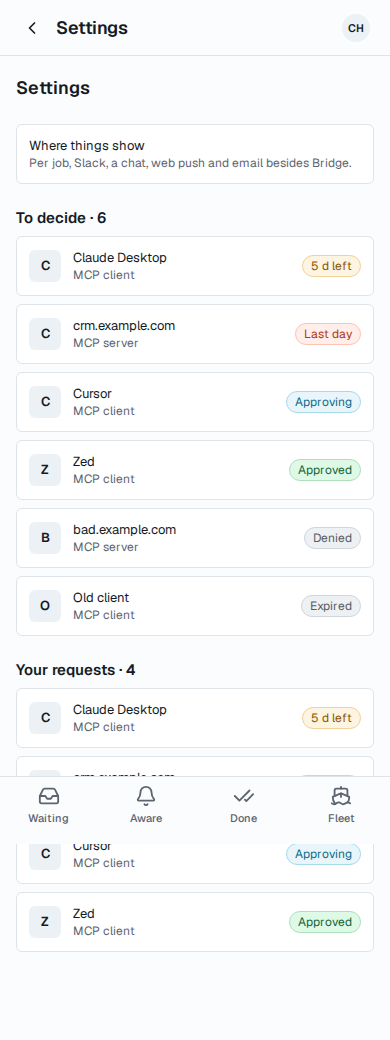 Settings
CH
Settings
Where things show
Per job, Slack, a chat, web push and email besides Bridge.
To decide · 6
C
Claude Desktop
MCP client
5 d left
C
crm.example.com
MCP server
Last day
C
Cursor
MCP client
Approving
Z
Zed
MCP client
Approved
B
bad.example.com
MCP server
Denied
O
Old client
MCP client
Expired
Your requests · 4
C
Claude Desktop
MCP client
5 d left
crm.example.com
Waiting
Aware
Done
Fleet
C
Cursor
MCP client
Approving
Z
Zed
MCP client
Approved